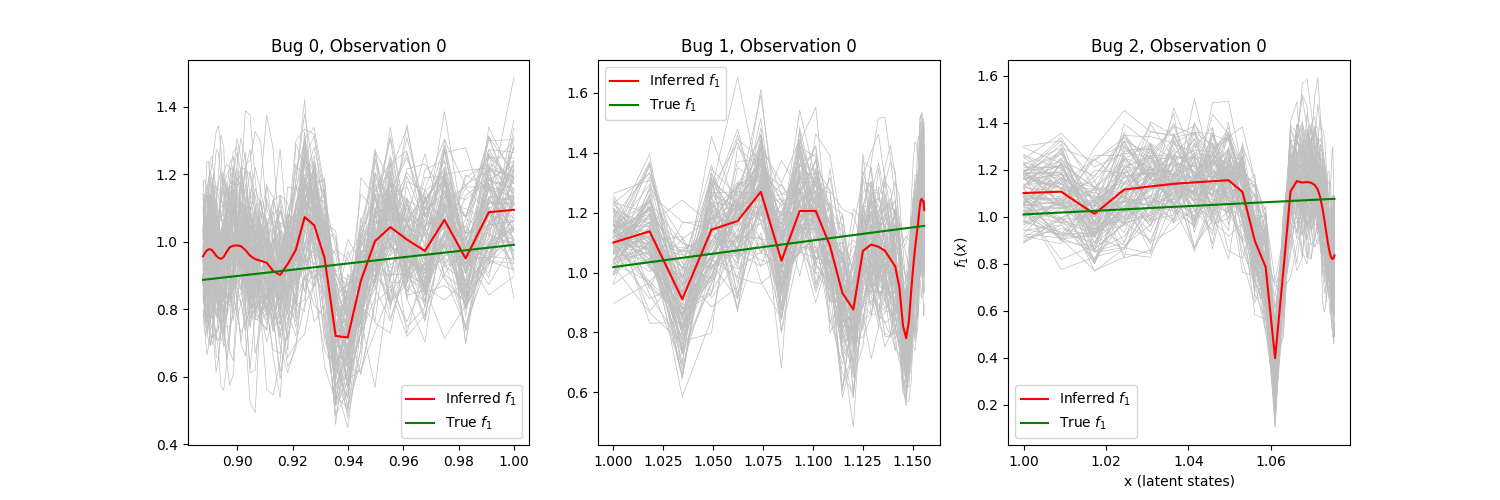 Bug 0, Observation 0
1.4
1.2
1.0
0.8
0.6
0.4
0.90 0.92 0.94 0.96 0.98 1.00
Inferred f₁
True f₁
Bug 1, Observation 0
Inferred f₁
True f₁
1.6
1.4
1.2
1.0
0.8
0.6
1.000 1.025 1.050 1.075 1.100 1.125 1.150
Bug 2, Observation 0
f₁(x)
1.6
1.4
1.2
1.0
0.8
0.6
0.4
0.2
Inferred f₁
True f₁
1.00 1.02 1.04 1.06
x (latent states)